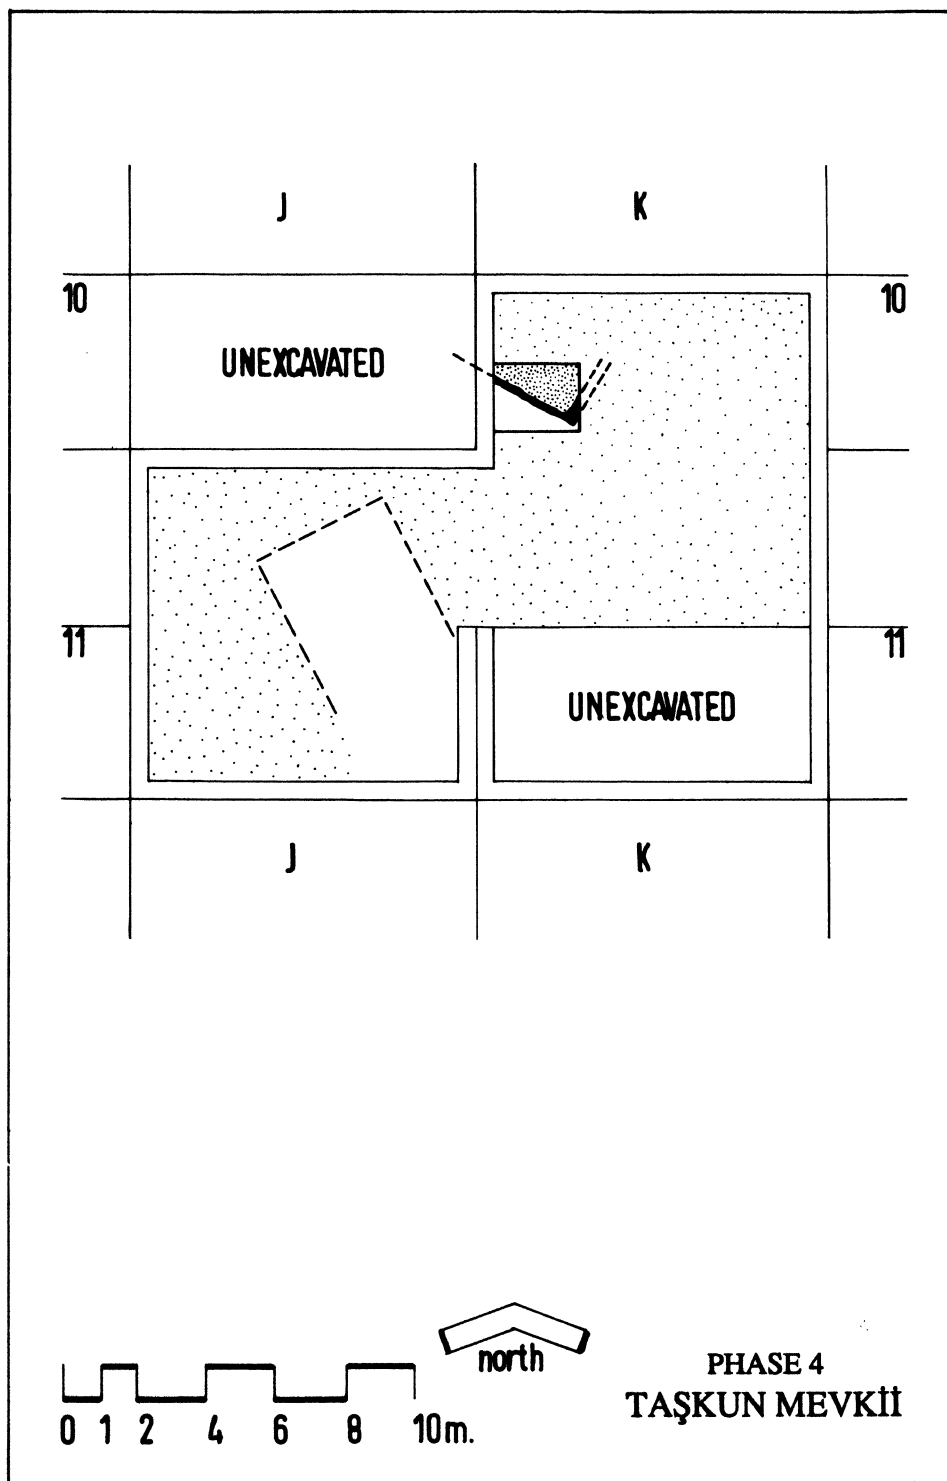 J K
10 10
UNEXCAVATED
11 11
UNEXCAVATED
J K
north
0 1 2 4 6 8 10m.
PHASE 4
TAŞKUN MEVKİİ